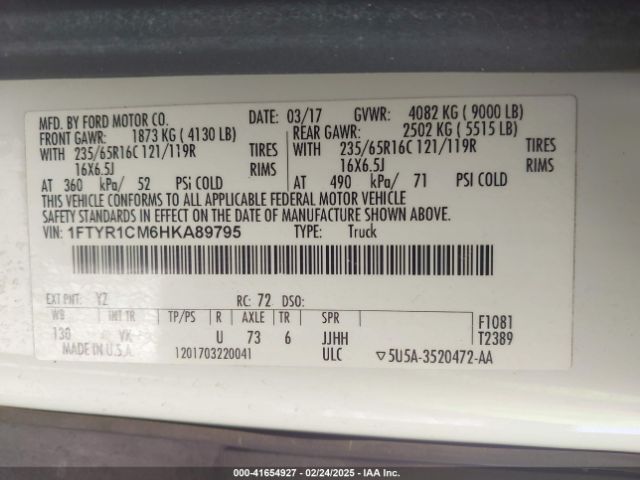 MFD. BY FORD MOTOR CO. DATE: 03/17 GVWR: 4082 KG ( 9000 LB)
FRONT GAWR: 1873 KG ( 4130 LB) REAR GAWR: 2502 KG ( 5515 LB)
WITH 235/65R16C 121/119R TIRES WITH 235/65R16C 121/119R TIRES
16X6.5J RIMS 16X6.5J RIMS
AT 360 kPa/ 52 PSi COLD AT 490 kPa/ 71 PSI COLD
THIS VEHICLE CONFORMS TO ALL APPLICABLE FEDERAL MOTOR VEHICLE
SAFETY STANDARDS IN EFFECT ON THE DATE OF MANUFACTURE SHOWN ABOVE.
VIN: 1FTYR1CM6HKA89795 TYPE: Truck
EXT PNT: YZ RC: 72 DSO:
WB INT TR TP/PS R AXLE TR SPR F1081
130 VK U 73 6 JJHH T2389
MADE IN U.S.A 1201703220041 ULC ▽5U5A-3520472-AA
000-41654927 - 02/24/2025 - IAA Inc.